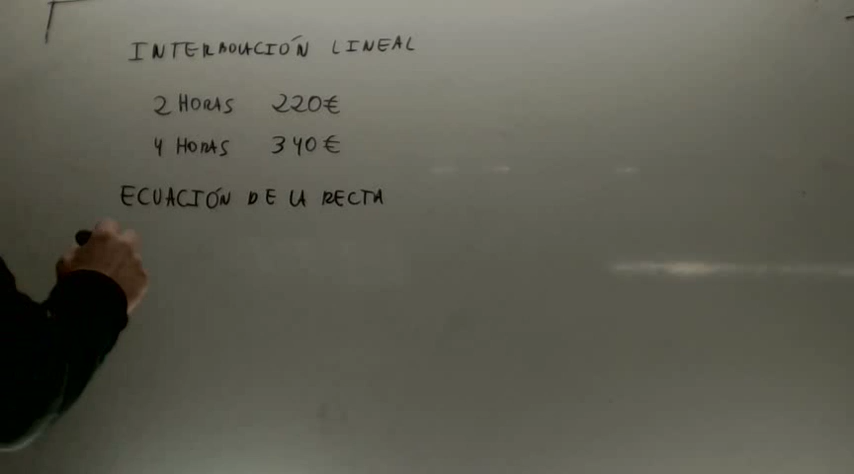 INTERPOLACIÓN LINEAL
2 HORAS 220€
4 HORAS 340€
ECUACIÓN DE LA RECTA